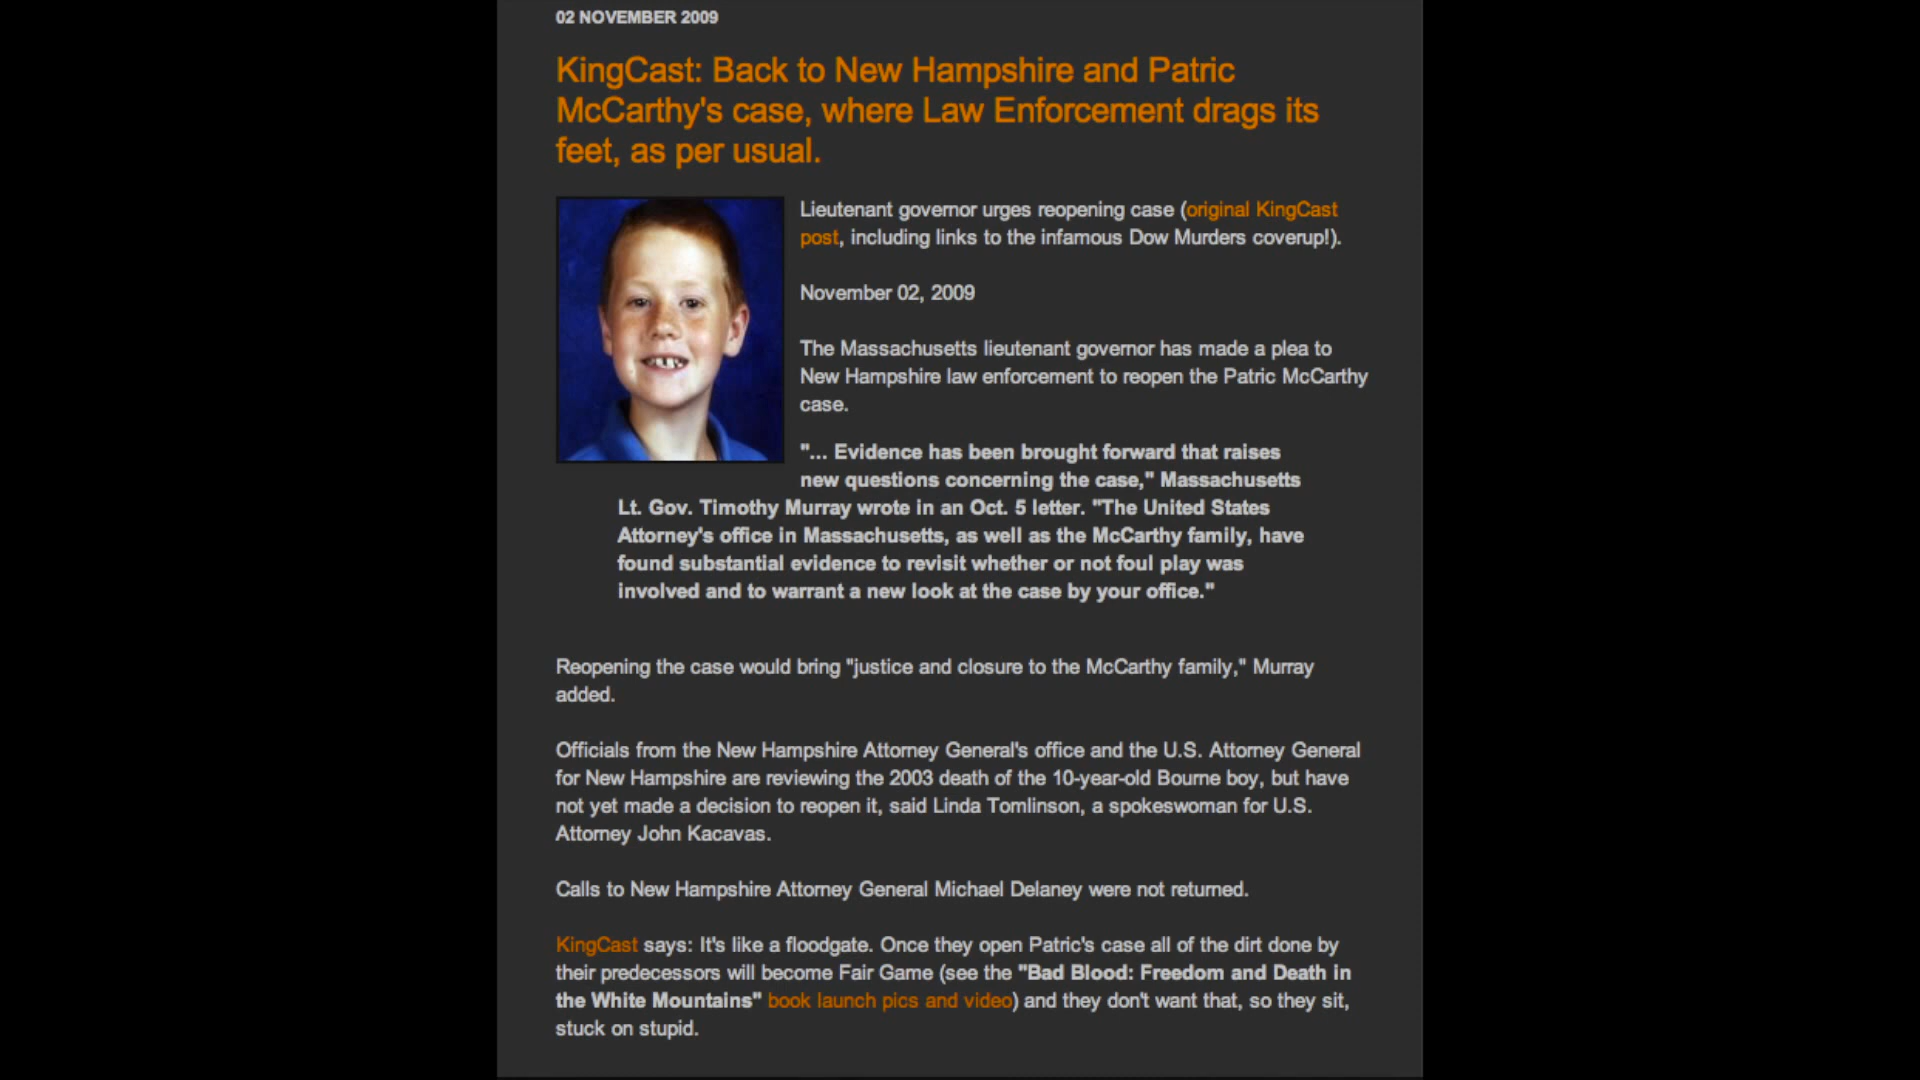 02 NOVEMBER 2009
KingCast: Back to New Hampshire and Patric
McCarthy's case, where Law Enforcement drags its
feet, as per usual.
Lieutenant governor urges reopening case (original KingCast
post, including links to the infamous Dow Murders coverup!).
November 02, 2009
The Massachusetts lieutenant governor has made a plea to
New Hampshire law enforcement to reopen the Patric McCarthy
case.
"... Evidence has been brought forward that raises
new questions concerning the case," Massachusetts
Lt. Gov. Timothy Murray wrote in an Oct. 5 letter. "The United States
Attorney's office in Massachusetts, as well as the McCarthy family, have
found substantial evidence to revisit whether or not foul play was
involved and to warrant a new look at the case by your office."
Reopening the case would bring "justice and closure to the McCarthy family," Murray
added.
Officials from the New Hampshire Attorney General's office and the U.S. Attorney General
for New Hampshire are reviewing the 2003 death of the 10-year-old Bourne boy, but have
not yet made a decision to reopen it, said Linda Tomlinson, a spokeswoman for U.S.
Attorney John Kacavas.
Calls to New Hampshire Attorney General Michael Delaney were not returned.
KingCast says: It's like a floodgate. Once they open Patric's case all of the dirt done by
their predecessors will become Fair Game (see the "Bad Blood: Freedom and Death in
the White Mountains" book launch pics and video) and they don't want that, so they sit,
stuck on stupid.